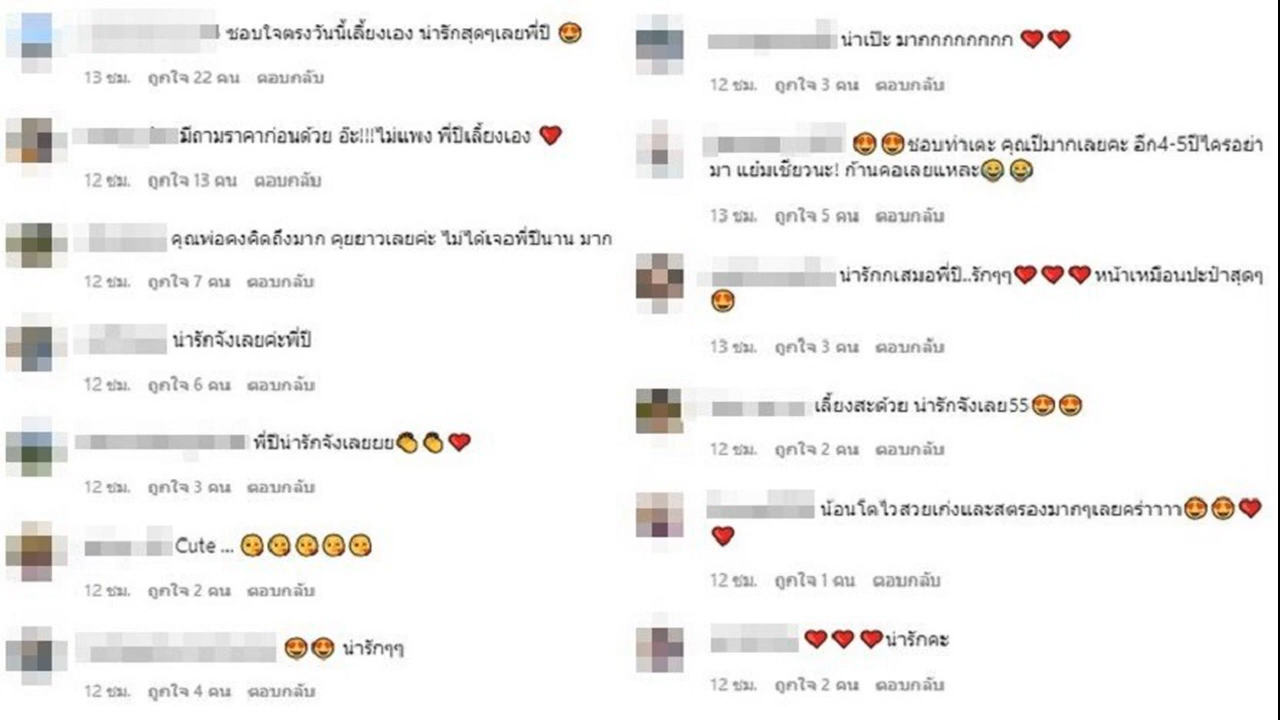 ชอบใจตรงวันนี้เลี้ยงเอง น่ารักสุดๆเลยพี่ปี 😍
13 ชม. ถูกใจ 22 คน ตอบกลับ
มีถามราคาก่อนด้วย อ๊ะ!!!ไม่แพง พี่ปีเลี้ยงเอง ❤
12 ชม. ถูกใจ 13 คน ตอบกลับ
คุณพ่อคงคิดถึงมาก คุยยาวเลยค่ะ ไม่ได้เจอพี่ปีนาน มาก
12 ชม. ถูกใจ 7 คน ตอบกลับ
น่ารักจังเลยค่ะพี่ปี
12 ชม. ถูกใจ 6 คน ตอบกลับ
พี่ปีน่ารักจังเลยยย👏👏❤
12 ชม. ถูกใจ 3 คน ตอบกลับ
Cute ... 😘😘😘😘😘
12 ชม. ถูกใจ 2 คน ตอบกลับ
😍😍 น่ารักๆๆ
12 ชม. ถูกใจ 4 คน ตอบกลับ
น่าเป๊ะ มากกกกกกกก ❤❤
12 ชม. ถูกใจ 3 คน ตอบกลับ
😍😍ชอบท่าเตะ คุณปีมากเลยคะ อีก4-5ปีใครอย่า
มา แย๋มเชียวนะ! ก้านคอเลยแหละ😂😂
13 ชม. ถูกใจ 5 คน ตอบกลับ
น่ารักกเสมอพี่ปี..รักๆๆ❤❤❤หน้าเหมือนปะป๋าสุดๆ
😍
13 ชม. ถูกใจ 3 คน ตอบกลับ
เลี้ยงสะด้วย น่ารักจังเลย55😍😍
12 ชม. ถูกใจ 2 คน ตอบกลับ
น้อนโตไวสวยเก่งและสตรองมากๆเลยคร่าาาา😍😍❤
❤
12 ชม. ถูกใจ 1 คน ตอบกลับ
❤❤❤น่ารักคะ
12 ชม. ถูกใจ 2 คน ตอบกลับ